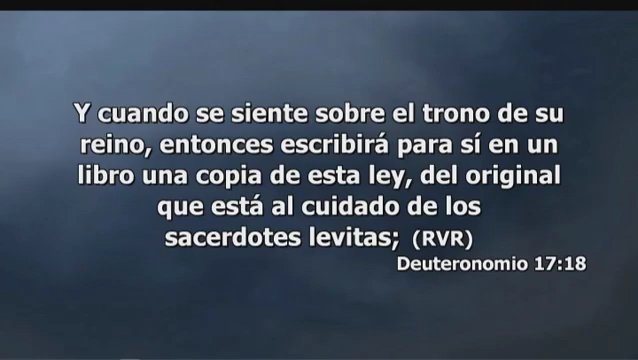 Y cuando se siente sobre el trono de su
reino, entonces escribirá para sí en un
libro una copia de esta ley, del original
que está al cuidado de los
sacerdotes levitas; (RVR)
Deuteronomio 17:18